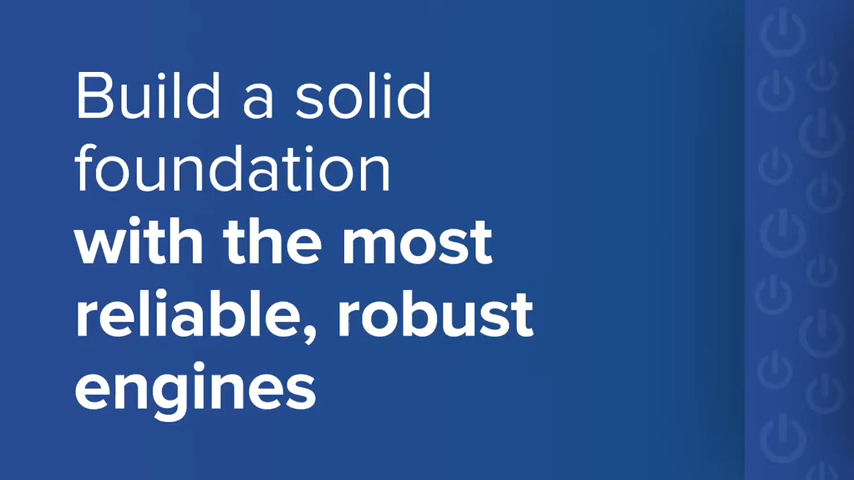 Build a solid
foundation
with the most
reliable, robust
engines